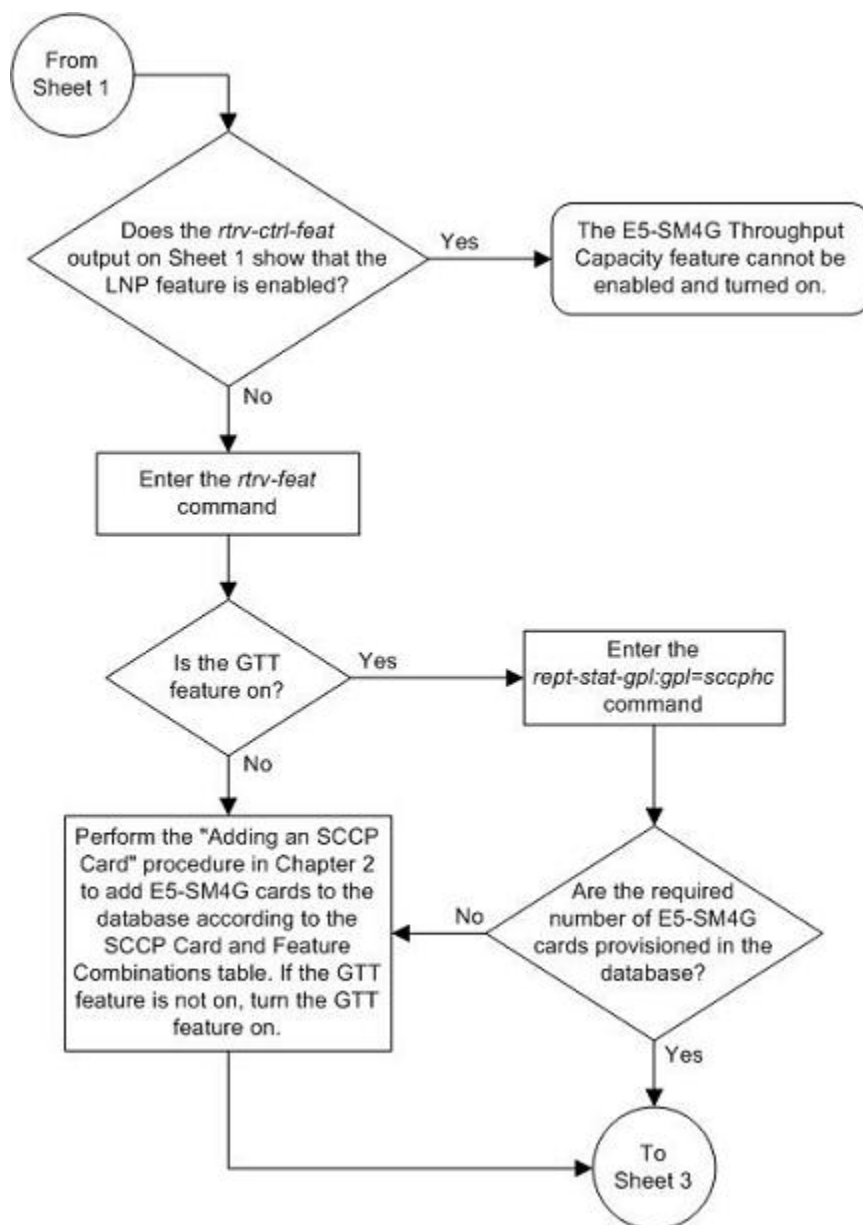 From
Sheet 1
Does the rtrv-ctrl-feat
output on Sheet 1 show that the
LNP feature is enabled?
Yes
The E5-SM4G Throughput
Capacity feature cannot be
enabled and turned on.
No
Enter the rtrv-feat
command
Is the GTT
feature on?
Yes
Enter the
rept-stat-gpl:gpl=sccphc
command
No
Perform the "Adding an SCCP
Card" procedure in Chapter 2
to add E5-SM4G cards to the
database according to the
SCCP Card and Feature
Combinations table. If the GTT
feature is not on, turn the GTT
feature on.
No
Are the required
number of E5-SM4G
cards provisioned in the
database?
Yes
To
Sheet 3